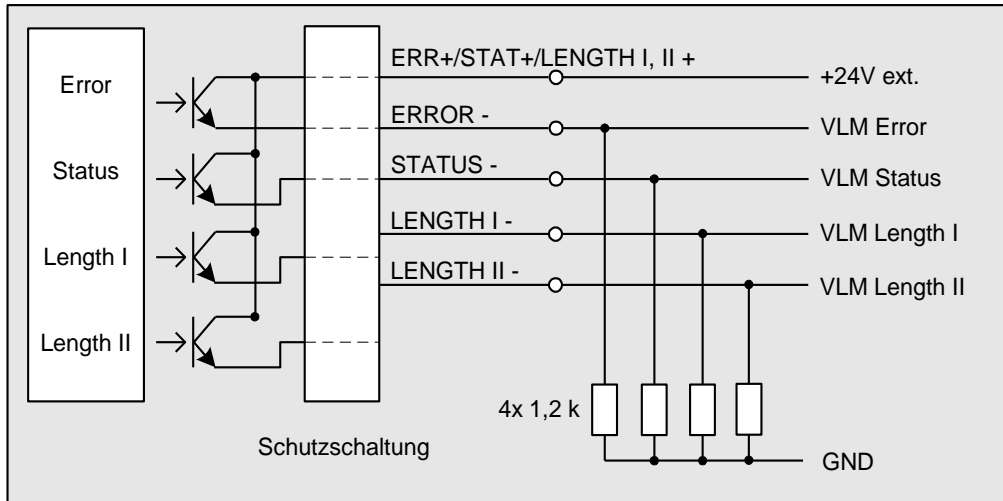 Error
Status
Length I
Length II
ERR+/STAT+/LENGTH I, II +
ERROR -
STATUS -
LENGTH I -
LENGTH II -
+24V ext.
VLM Error
VLM Status
VLM Length I
VLM Length II
4x 1,2 k
Schutzschaltung
GND